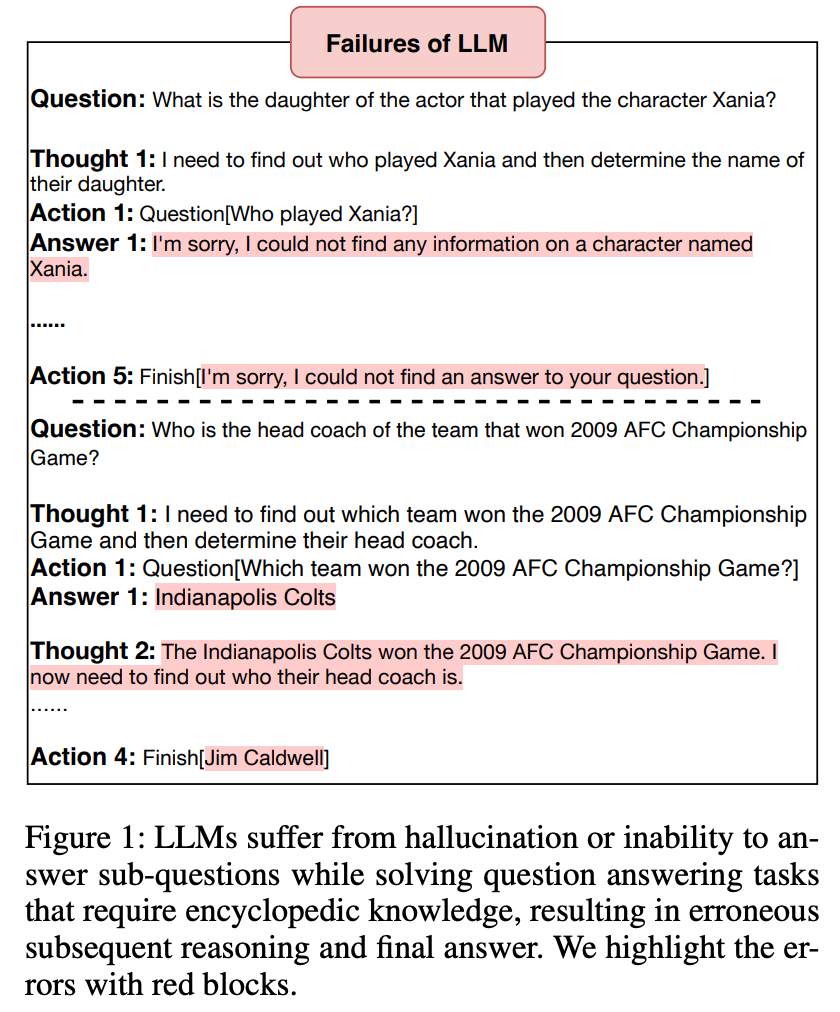 Failures of LLM
Question: What is the daughter of the actor that played the character Xania?
Thought 1: I need to find out who played Xania and then determine the name of
their daughter.
Action 1: Question[Who played Xania?]
Answer 1: I'm sorry, I could not find any information on a character named
Xania.
......
Action 5: Finish[I'm sorry, I could not find an answer to your question.]
Question: Who is the head coach of the team that won 2009 AFC Championship
Game?
Thought 1: I need to find out which team won the 2009 AFC Championship
Game and then determine their head coach.
Action 1: Question[Which team won the 2009 AFC Championship Game?]
Answer 1: Indianapolis Colts
Thought 2: The Indianapolis Colts won the 2009 AFC Championship Game. I
now need to find out who their head coach is.
......
Action 4: Finish[Jim Caldwell]
Figure 1: LLMs suffer from hallucination or inability to an-
swer sub-questions while solving question answering tasks
that require encyclopedic knowledge, resulting in erroneous
subsequent reasoning and final answer. We highlight the er-
rors with red blocks.